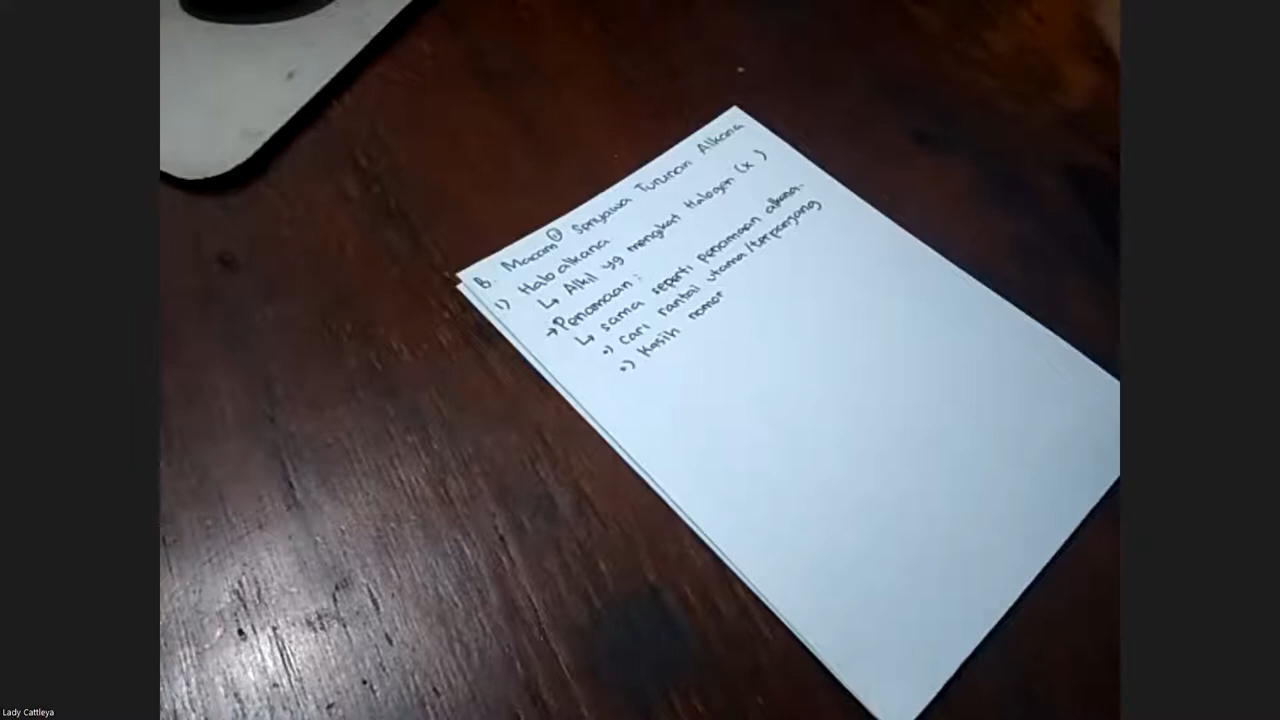 B. Macam② Senyawa Turunan Alkana
1) Haloalkana
↳ Alkil yg mengikat Halogen (x)
→ Penamaan :
↳ sama seperti penamaan alkana.
•) Cari rantai utama/terpanjang
•) Kasih nomor
Lady Cattleya